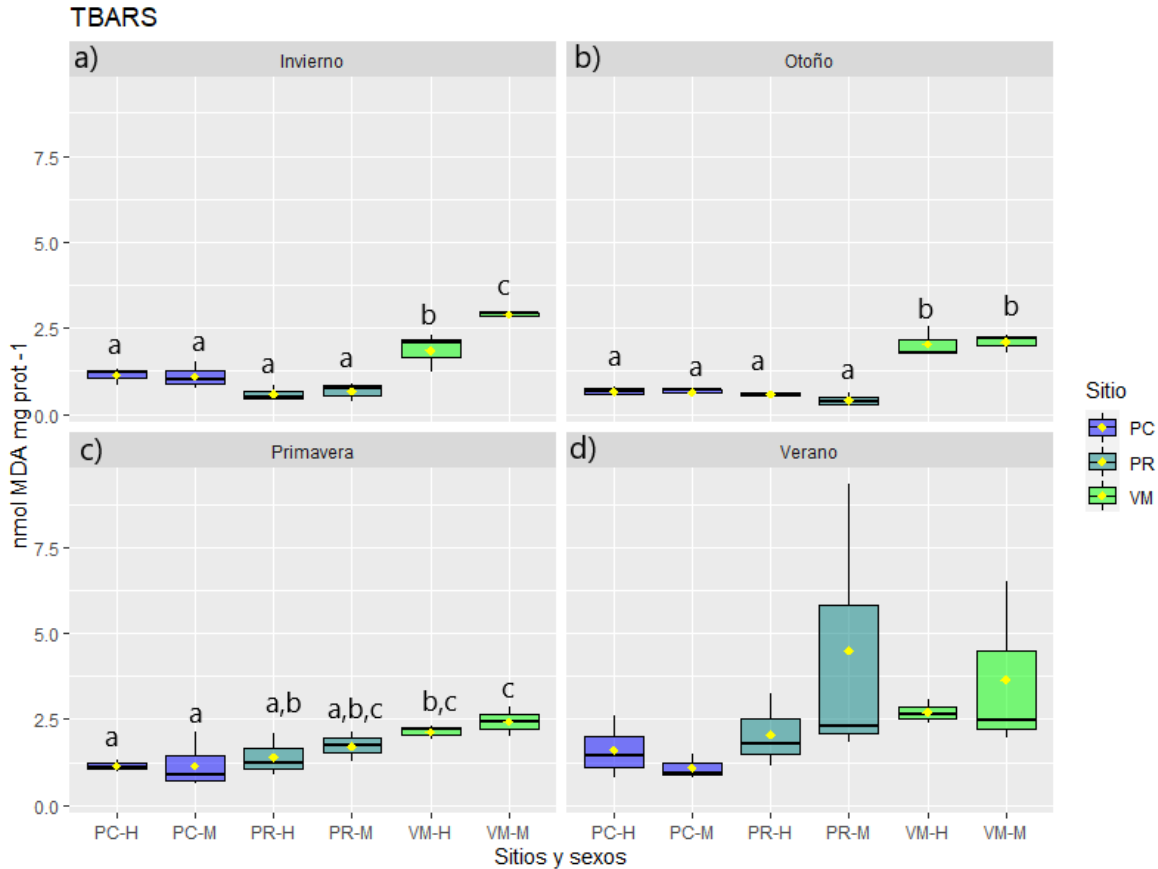 TBARS
a) Invierno
b) Otoño
7.5
5.0
2.5
0.0
a a a a b c
a a a a b b
c) Primavera
d) Verano
7.5
5.0
2.5
0.0
a a a,b a,b,c b,c c
nmol MDA mg prot -1
PC-H PC-M PR-H PR-M VM-H VM-M
PC-H PC-M PR-H PR-M VM-H VM-M
Sitios y sexos
Sitio
PC
PR
VM